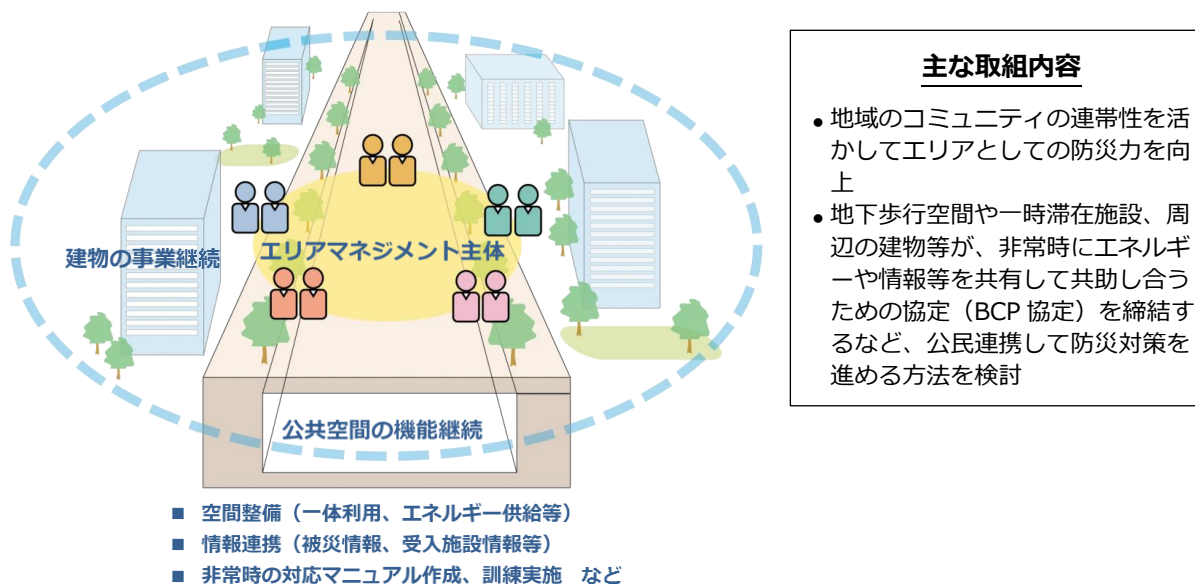 建物の事業継続
エリアマネジメント主体
公共空間の機能継続
■ 空間整備（一体利用、エネルギー供給等）
■ 情報連携（被災情報、受入施設情報等）
■ 非常時の対応マニュアル作成、訓練実施　など
主な取組内容
● 地域のコミュニティの連帯性を活
かしてエリアとしての防災力を向
上
● 地下歩行空間や一時滞在施設、周
辺の建物等が、非常時にエネルギ
ーや情報等を共有して共助し合う
ための協定（BCP 協定）を締結す
るなど、公民連携して防災対策を
進める方法を検討